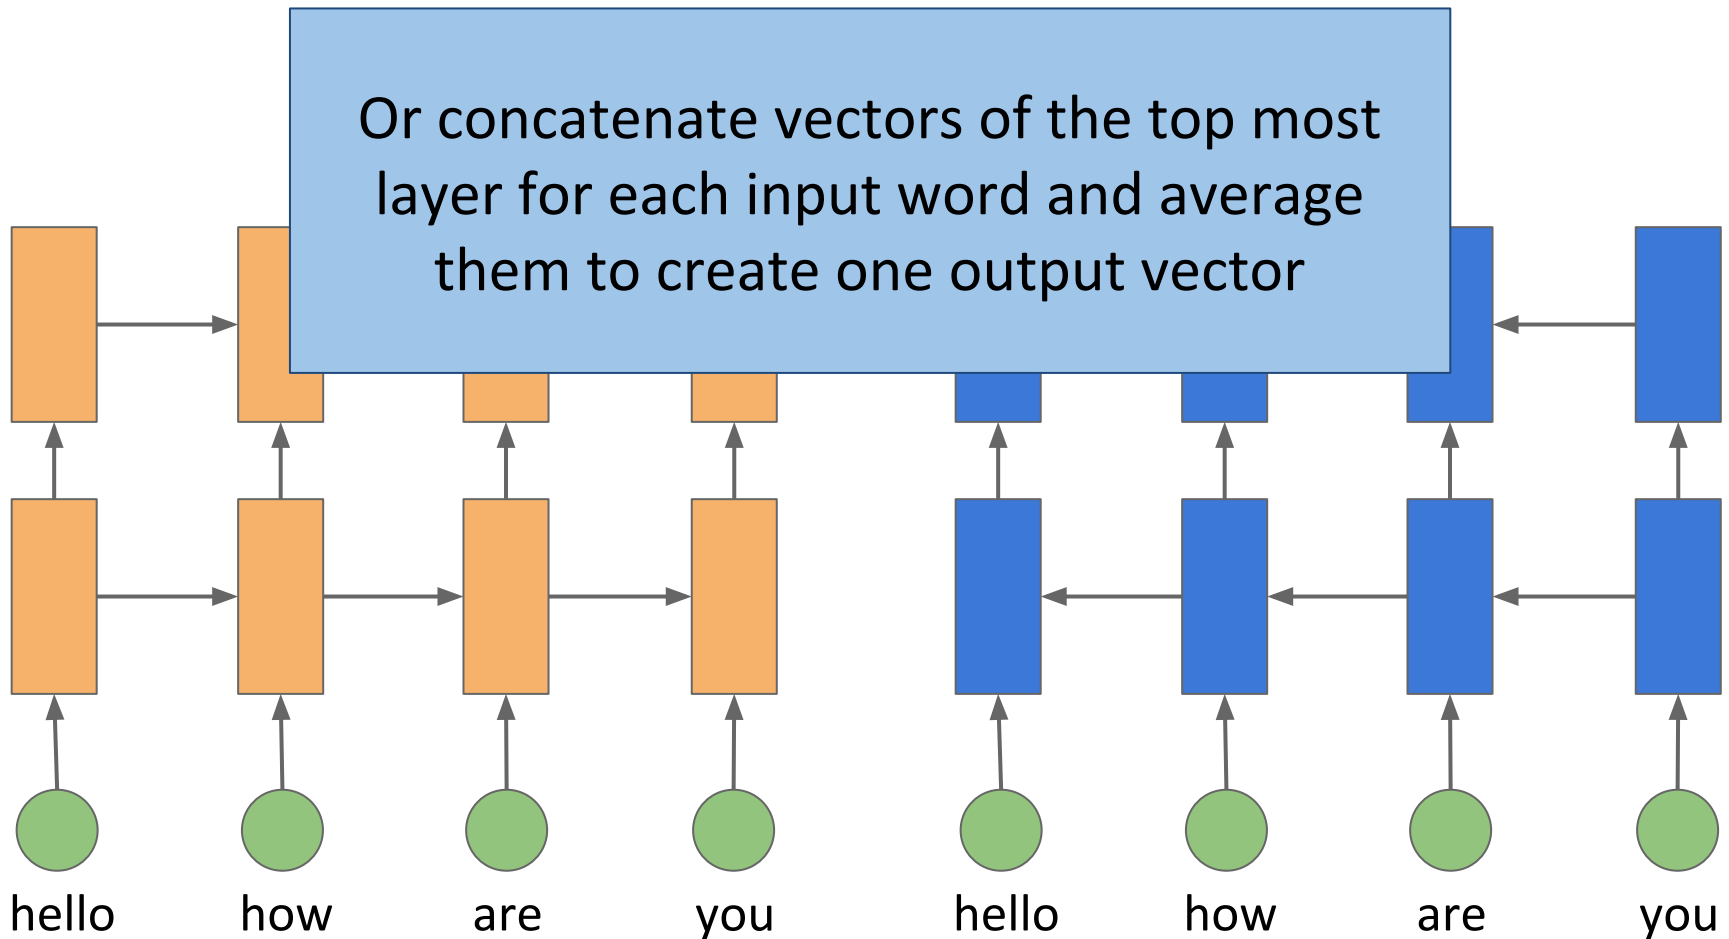 Or concatenate vectors of the top most
layer for each input word and average
them to create one output vector
hello how are you hello how are you